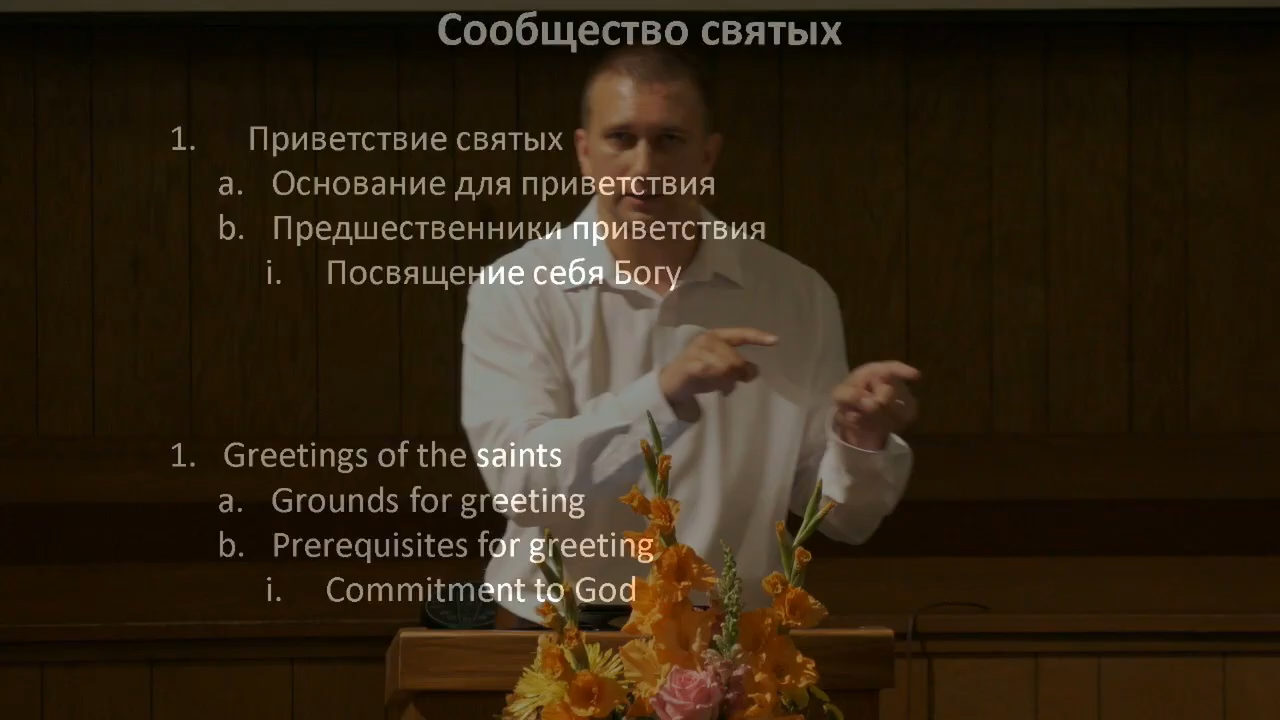 Сообщество святых
1. Приветствие святых
a. Основание для приветствия
b. Предшественники приветствия
i. Посвящение себя Богу
1. Greetings of the saints
a. Grounds for greeting
b. Prerequisites for greeting
i. Commitment to God